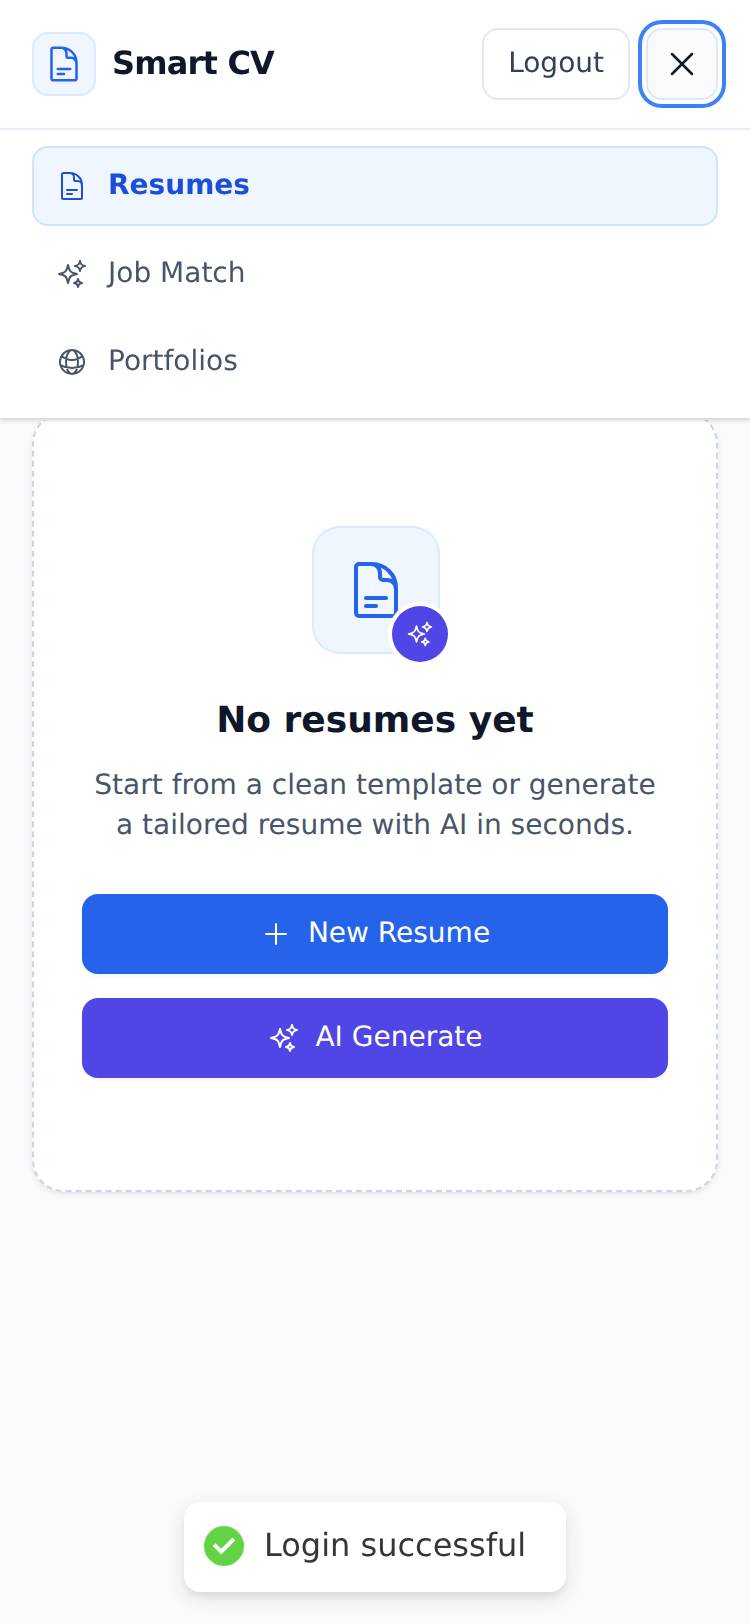 Smart CV
Logout
Resumes
Job Match
Portfolios
No resumes yet
Start from a clean template or generate
a tailored resume with AI in seconds.
New Resume
AI Generate
Login successful